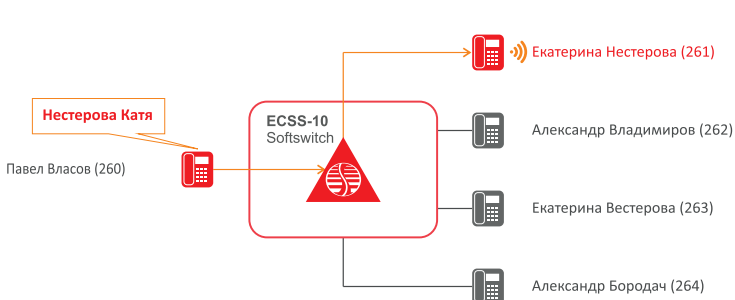 Екатерина Нестерова (261)
Нестерова Катя
ECSS-10
Softswitch
Александр Владимиров (262)
Павел Власов (260)
Екатерина Вестерова (263)
Александр Бородач (264)